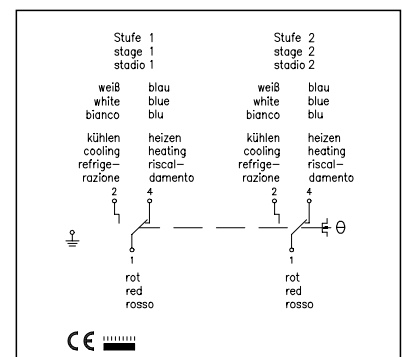 Stufe 1 Stufe 2
stage 1 stage 2
stadio 1 stadio 2
weiß blau weiß blau
white blue white blue
bianco blu bianco blu
kühlen heizen kühlen heizen
cooling heating cooling heating
refrige– riscal– refrige– riscal–
razione damento razione damento
2 4 2 4
θ
1 1
rot rot
red red
rosso rosso
CE